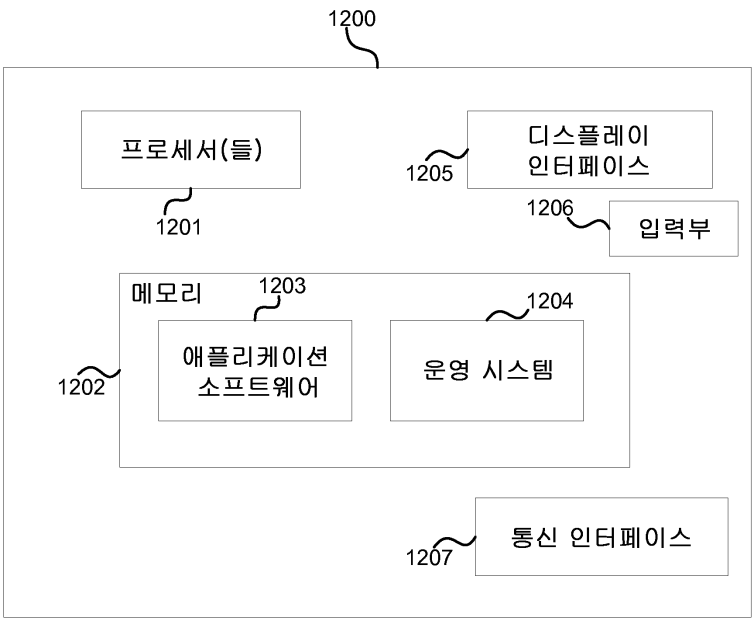 1200
프로세서(들)
1201
디스플레이
인터페이스
1205
1206
입력부
메모리
1203
애플리케이션
소프트웨어
1204
운영 시스템
1202
통신 인터페이스
1207